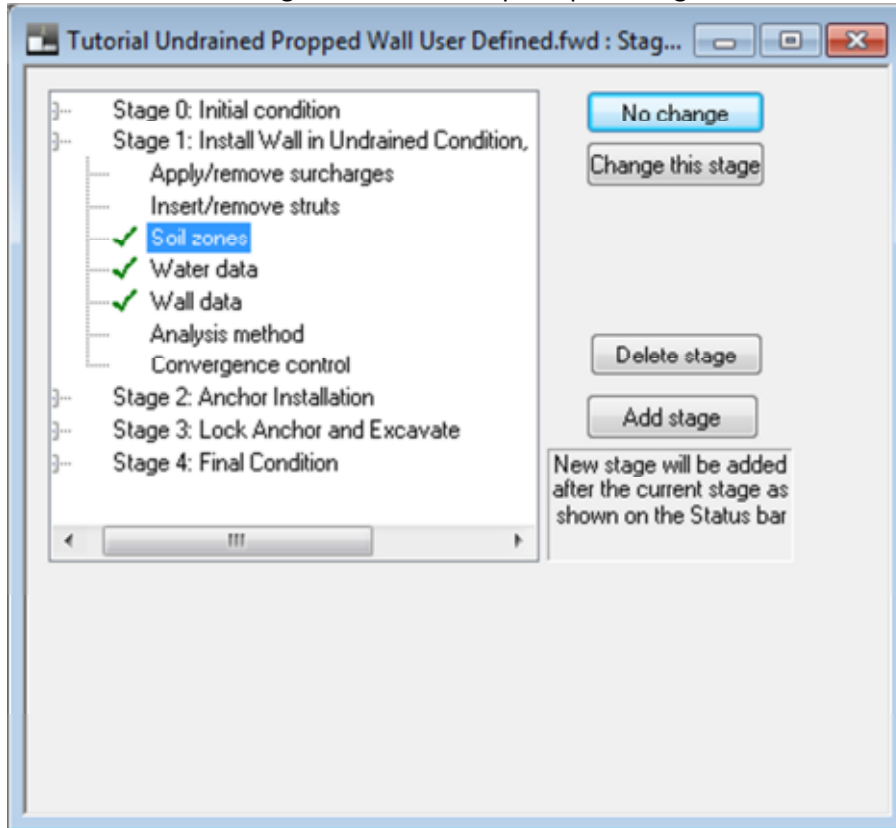 Tutorial Undrained Propped Wall User Defined.fwd : Stag...
Stage 0: Initial condition
Stage 1: Install Wall in Undrained Condition,
Apply/remove surcharges
Insert/remove struts
Soil zones
Water data
Wall data
Analysis method
Convergence control
Stage 2: Anchor Installation
Stage 3: Lock Anchor and Excavate
Stage 4: Final Condition
No change
Change this stage
Delete stage
Add stage
New stage will be added
after the current stage as
shown on the Status bar